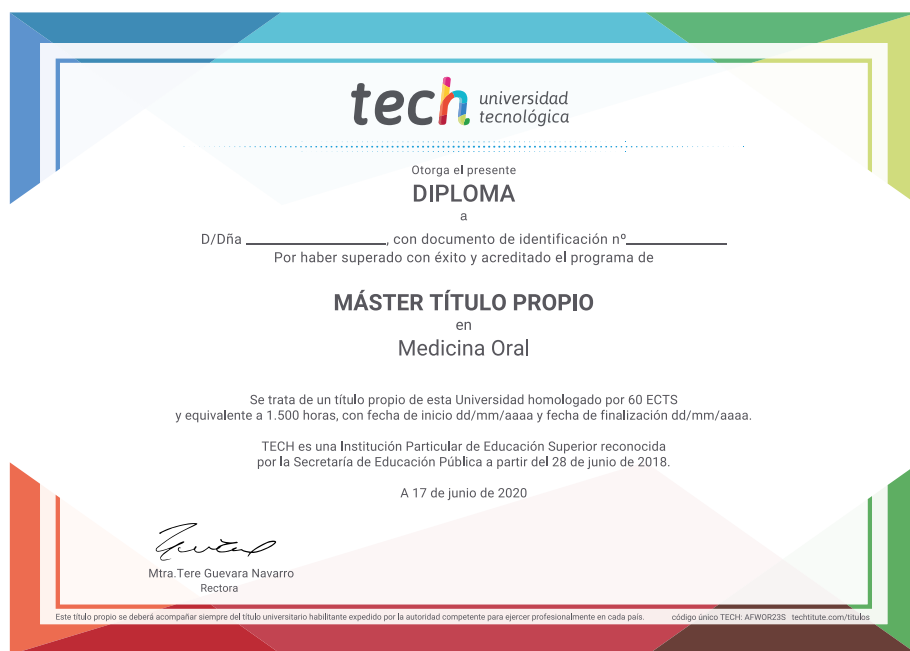 tech universidad
tecnológica
Otorga el presente
DIPLOMA
a
D/Dña ____________________, con documento de identificación nº______________
Por haber superado con éxito y acreditado el programa de
MÁSTER TÍTULO PROPIO
en
Medicina Oral
Se trata de un título propio de esta Universidad homologado por 60 ECTS
y equivalente a 1.500 horas, con fecha de inicio dd/mm/aaaa y fecha de finalización dd/mm/aaaa.
TECH es una Institución Particular de Educación Superior reconocida
por la Secretaría de Educación Pública a partir del 28 de junio de 2018.
A 17 de junio de 2020
Mtra.Tere Guevara Navarro
Rectora
Este título propio se deberá acompañar siempre del título universitario habilitante expedido por la autoridad competente para ejercer profesionalmente en cada país. código único TECH: AFWOR23S techtitute.com/titulos